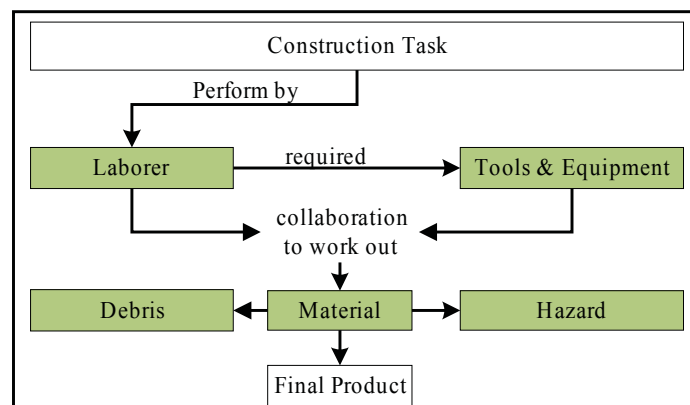 Construction Task
Perform by
Laborer
required
Tools & Equipment
collaboration
to work out
Debris
Material
Hazard
Final Product